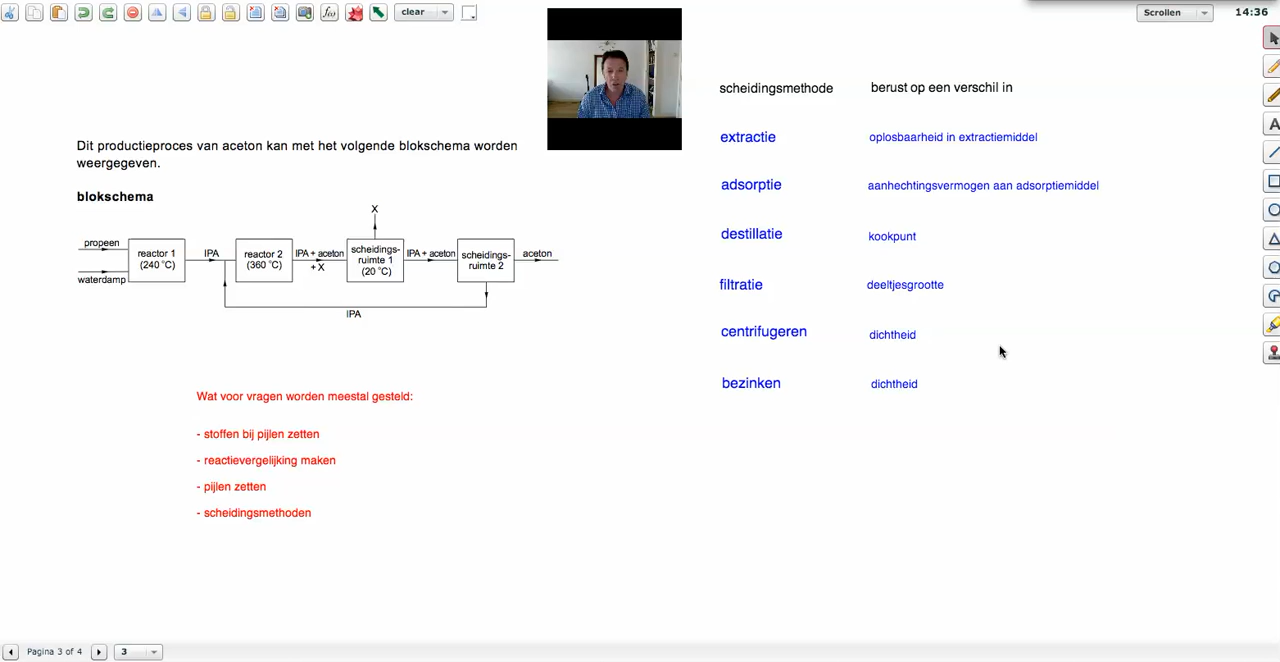 clear
Scrollen
14:36
Dit productieproces van aceton kan met het volgende blokschema worden
weergegeven.
blokschema
X
propeen
waterdamp
reactor 1
(240 °C)
IPA
reactor 2
(360 °C)
IPA + aceton
+ X
scheidings-
ruimte 1
(20 °C)
IPA + aceton
scheidings-
ruimte 2
aceton
IPA
Wat voor vragen worden meestal gesteld:
- stoffen bij pijlen zetten
- reactievergelijking maken
- pijlen zetten
- scheidingsmethoden
scheidingsmethode berust op een verschil in
extractie oplosbaarheid in extractiemiddel
adsorptie aanhechtingsvermogen aan adsorptiemiddel
destillatie kookpunt
filtratie deeltjesgrootte
centrifugeren dichtheid
bezinken dichtheid
Pagina 3 of 4
3